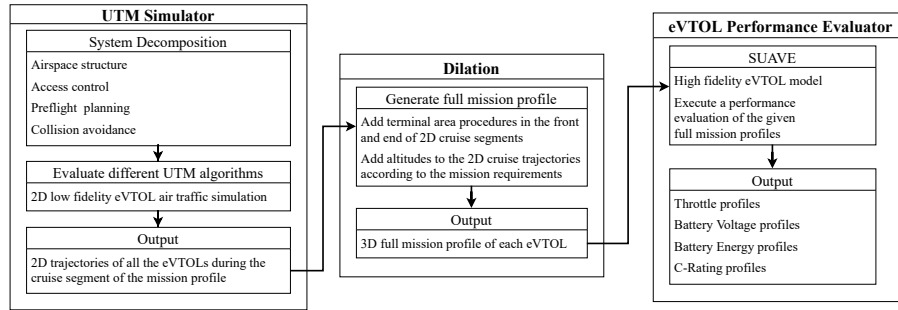 UTM Simulator
System Decomposition
Airspace structure
Access control
Preflight planning
Collision avoidance
Evaluate different UTM algorithms
2D low fidelity eVTOL air traffic simulation
Output
2D trajectories of all the eVTOLs during the
cruise segment of the mission profile
Dilation
Generate full mission profile
Add terminal area procedures in the front
and end of 2D cruise segments
Add altitudes to the 2D cruise trajectories
according to the mission requirements
Output
3D full mission profile of each eVTOL
eVTOL Performance Evaluator
SUAVE
High fidelity eVTOL model
Execute a performance
evaluation of the given
full mission profiles
Output
Throttle profiles
Battery Voltage profiles
Battery Energy profiles
C-Rating profiles